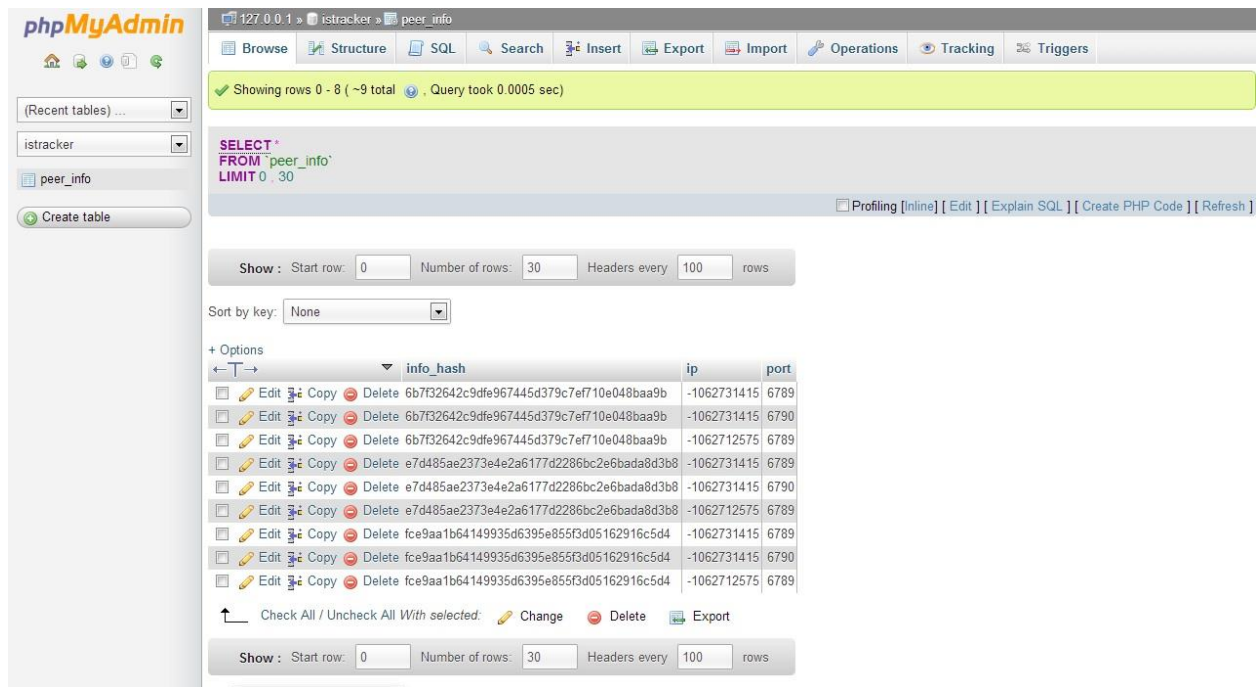 phpMyAdmin
127.0.0.1 » istracker » peer_info
Browse Structure SQL Search Insert Export Import Operations Tracking Triggers
(Recent tables) ...
istracker
peer_info
Create table
Showing rows 0 - 8 ( ~9 total , Query took 0.0005 sec)
SELECT *
FROM `peer_info`
LIMIT 0 , 30
Profiling [Inline] [ Edit ] [ Explain SQL ] [ Create PHP Code ] [ Refresh ]
Show : Start row: 0 Number of rows: 30 Headers every 100 rows
Sort by key: None
+ Options
←T→ info_hash ip port
Edit Copy Delete 6b7f32642c9dfe967445d379c7ef710e048baa9b -1062731415 6789
Edit Copy Delete 6b7f32642c9dfe967445d379c7ef710e048baa9b -1062731415 6790
Edit Copy Delete 6b7f32642c9dfe967445d379c7ef710e048baa9b -1062712575 6789
Edit Copy Delete e7d485ae2373e4e2a6177d2286bc2e6bada8d3b8 -1062731415 6789
Edit Copy Delete e7d485ae2373e4e2a6177d2286bc2e6bada8d3b8 -1062731415 6790
Edit Copy Delete e7d485ae2373e4e2a6177d2286bc2e6bada8d3b8 -1062712575 6789
Edit Copy Delete fce9aa1b64149935d6395e855f3d05162916c5d4 -1062731415 6789
Edit Copy Delete fce9aa1b64149935d6395e855f3d05162916c5d4 -1062731415 6790
Edit Copy Delete fce9aa1b64149935d6395e855f3d05162916c5d4 -1062712575 6789
Check All / Uncheck All With selected: Change Delete Export
Show : Start row: 0 Number of rows: 30 Headers every 100 rows